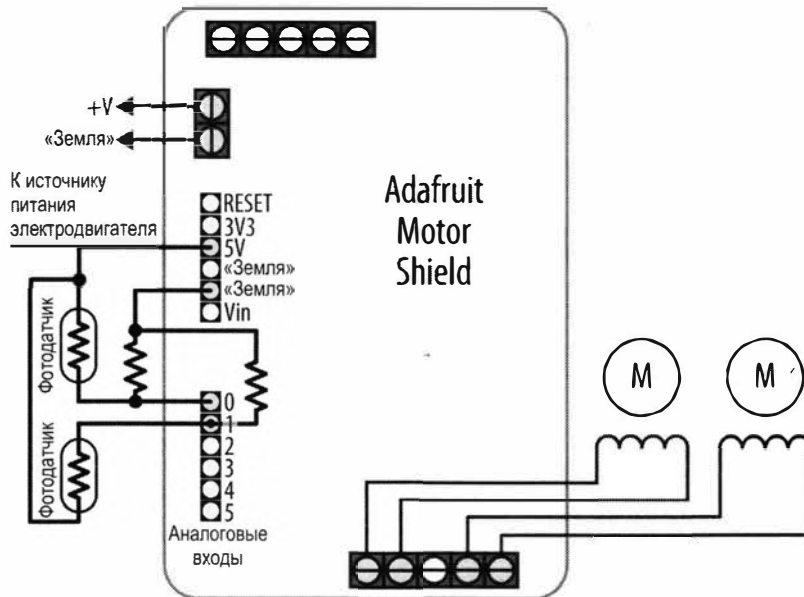 +V
«Земля»
К источнику
питания
электродвигателя
RESET
3V3
5V
«Земля»
«Земля»
Vin
Adafruit
Motor
Shield
Фотодатчик
Фотодатчик
0
1
2
3
4
5
Аналоговые
входы
M
M